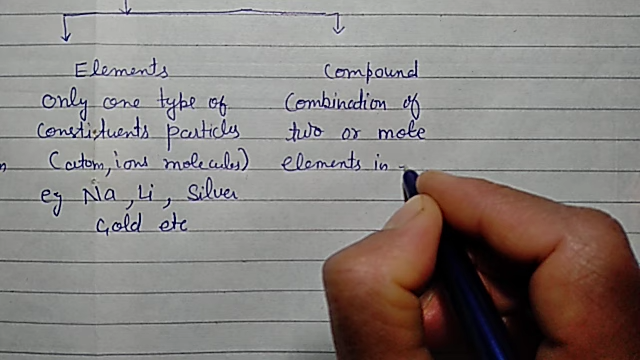 Elements
Only one type of
constituents particles
(atom, ions molecules)
eg Na, Li, Silver
Gold etc
Compound
Combination of
two or more
elements in